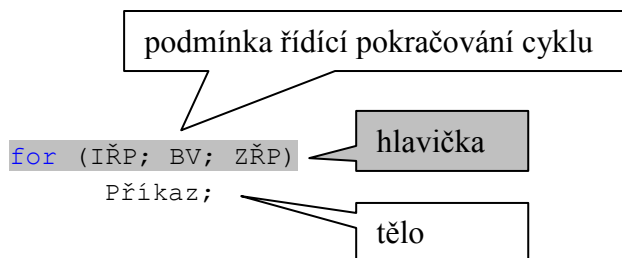 podmínka řídící pokračování cyklu
for (IŘP; BV; ZŘP)
hlavička
Příkaz;
tělo